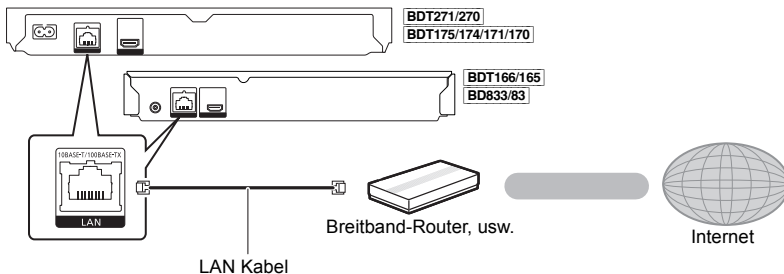 BDT271/270
BDT175/174/171/170
BDT166/165
BD833/83
10BASE-T/100BASE-TX
LAN
Breitband-Router, usw.
Internet
LAN Kabel